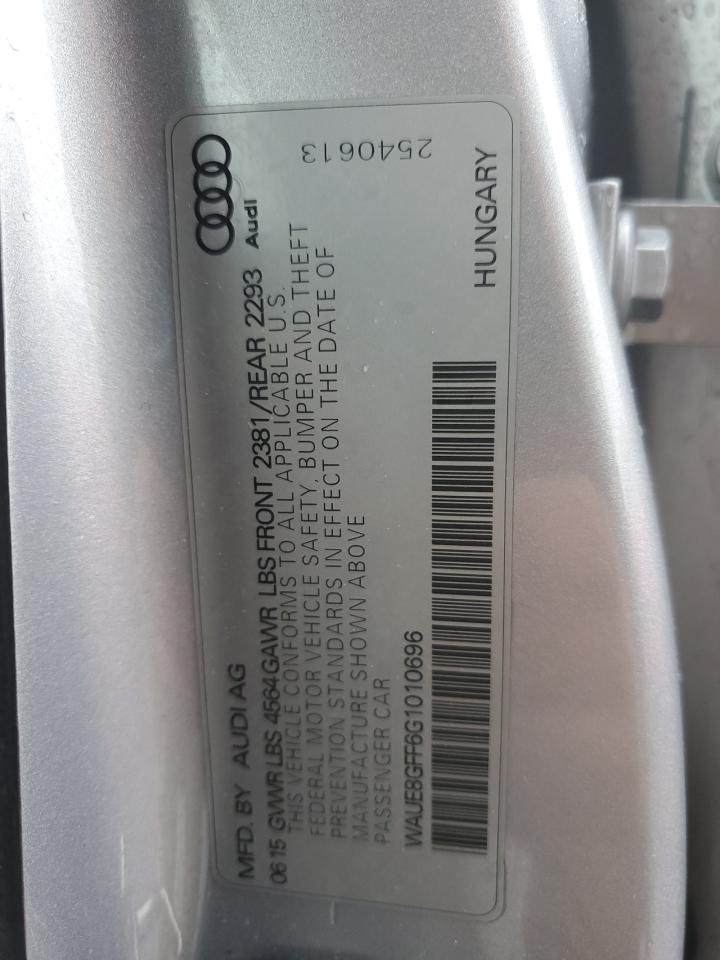 MFD. BY AUDI AG
Audi
06 15 GVWR LBS 4564 GAWR LBS FRONT 2381/REAR 2293
THIS VEHICLE CONFORMS TO ALL APPLICABLE U.S.
FEDERAL MOTOR VEHICLE SAFETY, BUMPER AND THEFT
PREVENTION STANDARDS IN EFFECT ON THE DATE OF
MANUFACTURE SHOWN ABOVE
PASSENGER CAR
2540613
WAUE8GFF6G1010696
HUNGARY